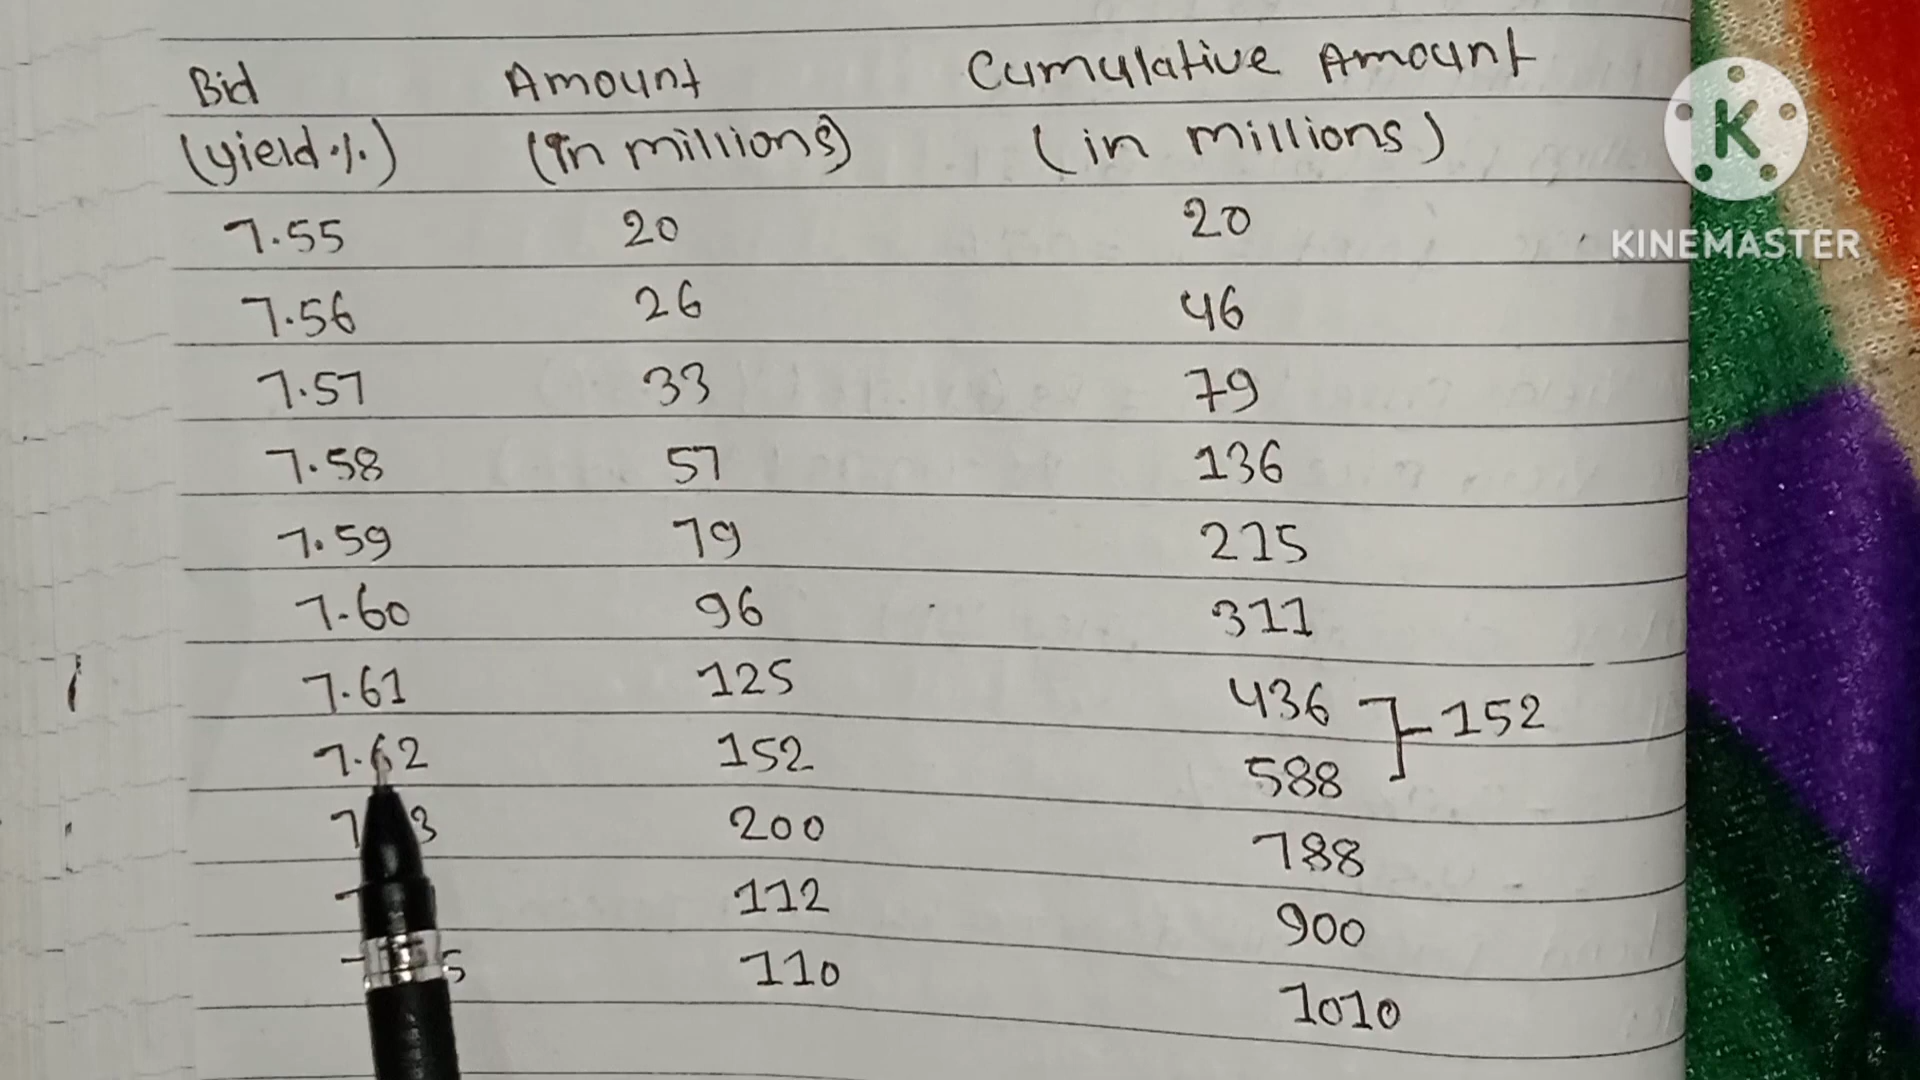 Bid Amount Cumulative Amount
(yield %) (in millions) (in millions)
7.55 20 20
7.56 26 46
7.57 33 79
7.58 57 136
7.59 79 215
7.60 96 311
7.61 125 436 152
7.62 152 588
200 788
112 900
110 1010
K
KINEMASTER